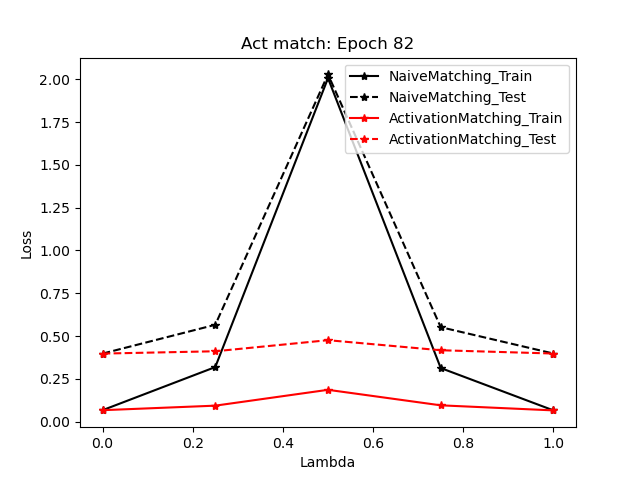 Act match: Epoch 82
NaiveMatching_Train
NaiveMatching_Test
ActivationMatching_Train
ActivationMatching_Test
Loss
2.00
1.75
1.50
1.25
1.00
0.75
0.50
0.25
0.00
0.0 0.2 0.4 0.6 0.8 1.0
Lambda